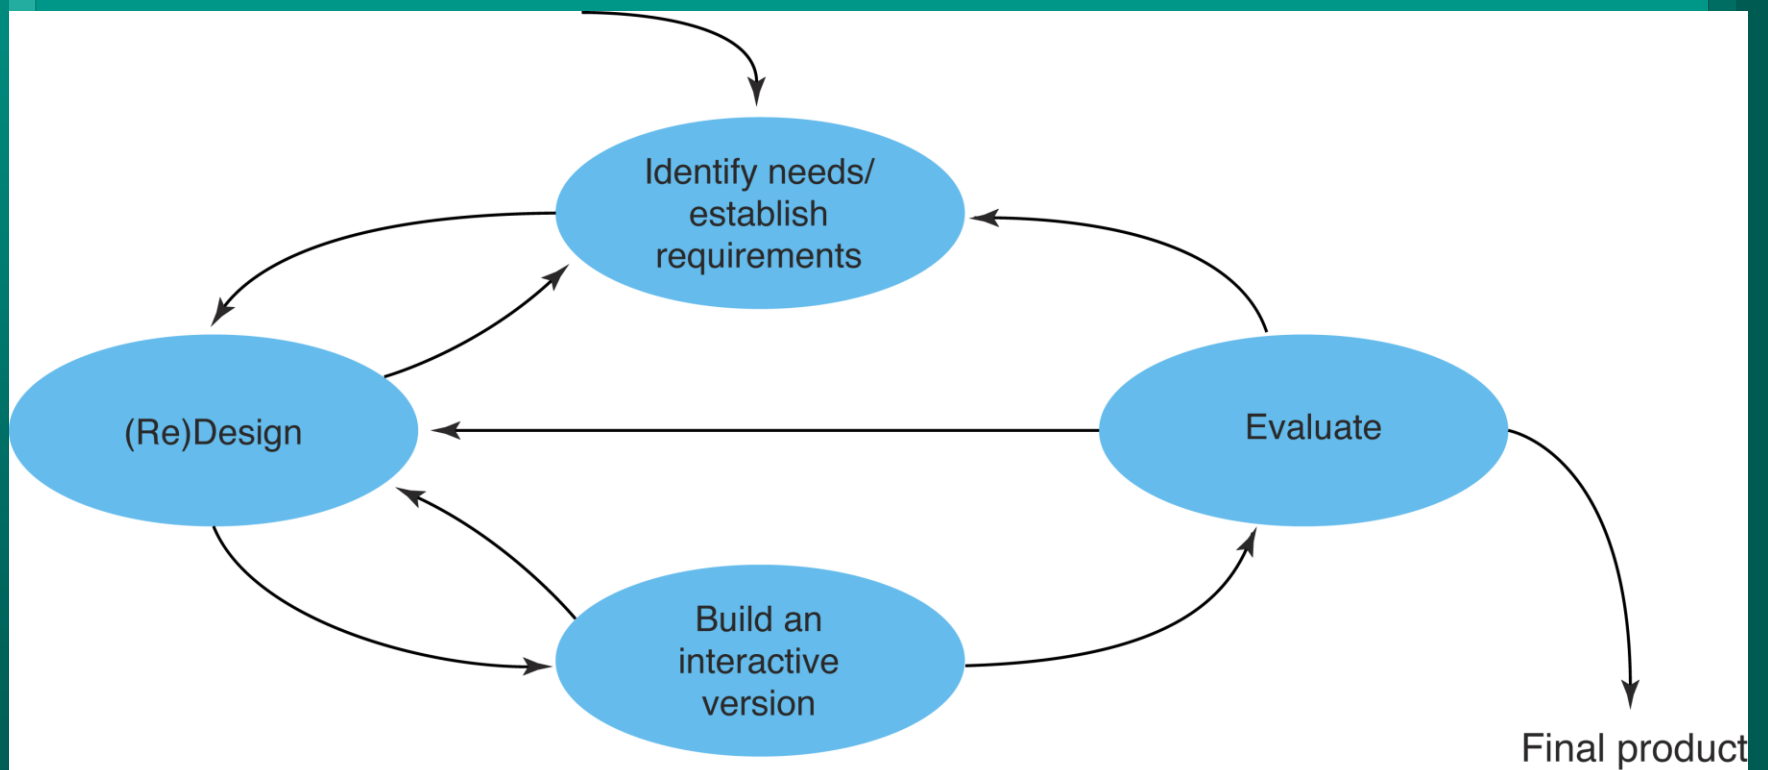 Identify needs/
establish
requirements
(Re)Design
Evaluate
Build an
interactive
version
Final product